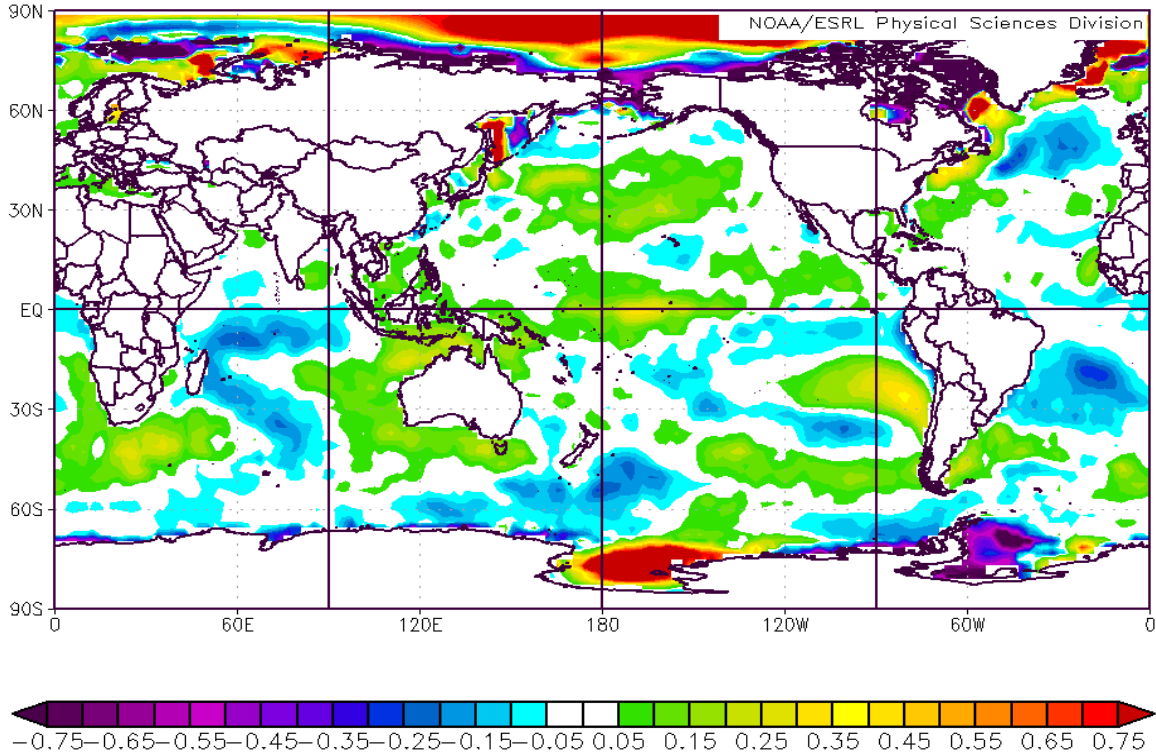 90N
NOAA/ESRL Physical Sciences Division
60N
30N
EQ
30S
60S
90S
0 60E 120E 180 120W 60W 0
−0.75 −0.65 −0.55 −0.45 −0.35 −0.25 −0.15 −0.05 0.05 0.15 0.25 0.35 0.45 0.55 0.65 0.75